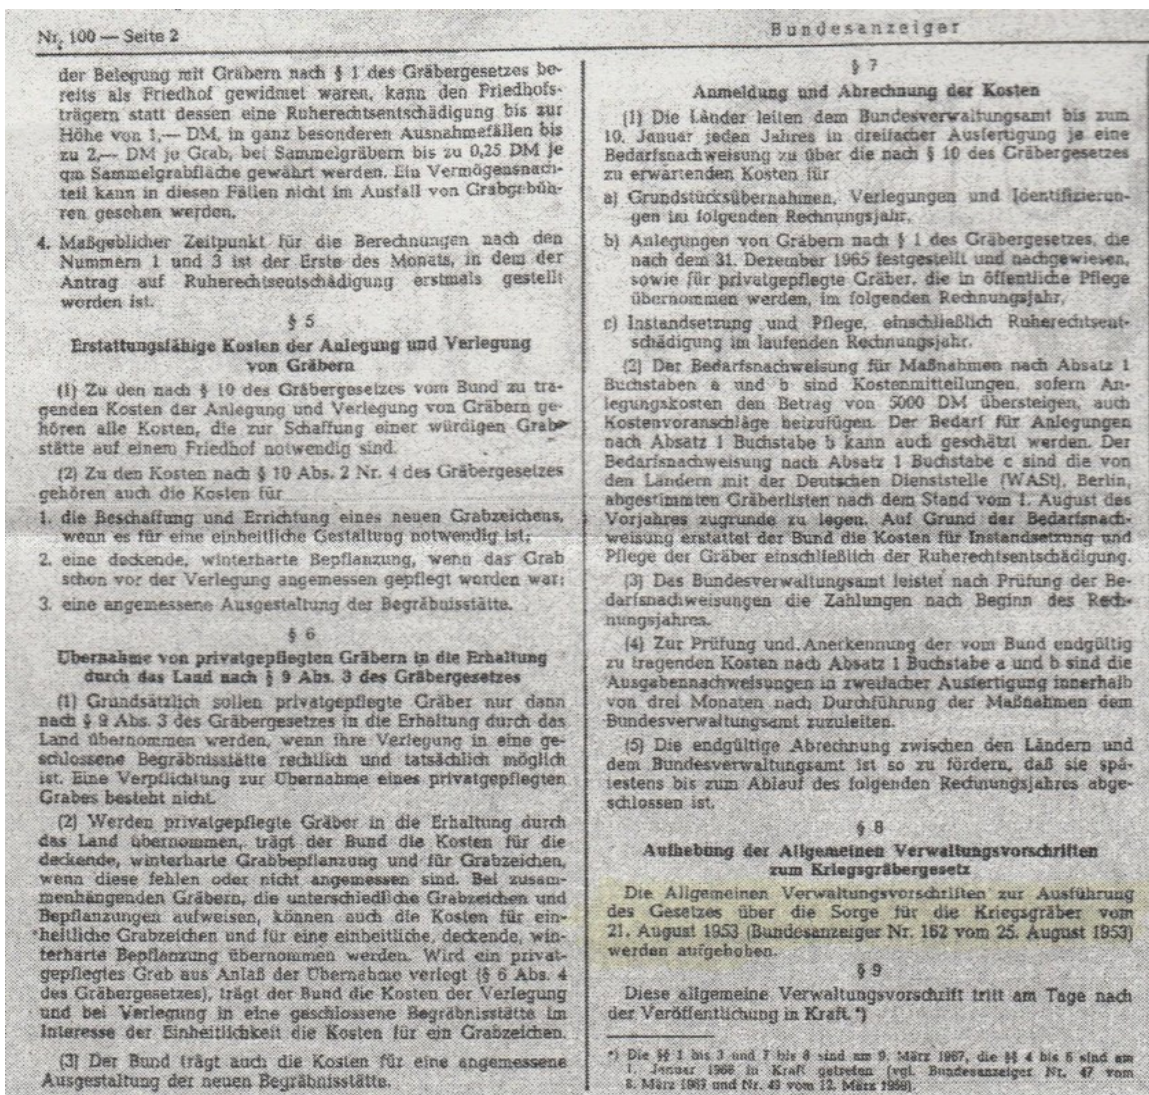 Nr. 100 — Seite 2
Bundesanzeiger
der Belegung mit Gräbern nach § 1 des Gräbergesetzes be-
reits als Friedhof gewidmet waren, kann den Friedhofs-
trägern statt dessen eine Ruherechtsentschädigung bis zur
Höhe von 1,— DM, in ganz besonderen Ausnahmefällen bis
zu 2,— DM je Grab, bei Sammelgräbern bis zu 0,25 DM je
qm Sammelgrabfläche gewährt werden. Ein Vermögensnach-
teil kann in diesen Fällen nicht im Ausfall von Grabgebüh-
ren gesehen werden.
4. Maßgeblicher Zeitpunkt für die Berechnungen nach den
Nummern 1 und 3 ist der Erste des Monats, in dem der
Antrag auf Ruherechtsentschädigung erstmals gestellt
worden ist.
§ 5
Erstattungsfähige Kosten der Anlegung und Verlegung
von Gräbern
(1) Zu den nach § 10 des Gräbergesetzes vom Bund zu tra-
genden Kosten der Anlegung und Verlegung von Gräbern ge-
hören alle Kosten, die zur Schaffung einer würdigen Grab-
stätte auf einem Friedhof notwendig sind.
(2) Zu den Kosten nach § 10 Abs. 2 Nr. 4 des Gräbergesetzes
gehören auch die Kosten für
1. die Beschaffung und Errichtung eines neuen Grabzeichens,
wenn es für eine einheitliche Gestaltung notwendig ist;
2. eine deckende, winterharte Bepflanzung, wenn das Grab
schon vor der Verlegung angemessen gepflegt worden war;
3. eine angemessene Ausgestaltung der Begräbnisstätte.
§ 6
Übernahme von privatgepflegten Gräbern in die Erhaltung
durch das Land nach § 9 Abs. 3 des Gräbergesetzes
(1) Grundsätzlich sollen privatgepflegte Gräber nur dann
nach § 9 Abs. 3 des Gräbergesetzes in die Erhaltung durch das
Land übernommen werden, wenn ihre Verlegung in eine ge-
schlossene Begräbnisstätte rechtlich und tatsächlich möglich
ist. Eine Verpflichtung zur Übernahme eines privatgepflegten
Grabes besteht nicht.
(2) Werden privatgepflegte Gräber in die Erhaltung durch
das Land übernommen, trägt der Bund die Kosten für die
deckende, winterharte Grabbepflanzung und für Grabzeichen,
wenn diese fehlen oder nicht angemessen sind. Bei zusam-
menhängenden Gräbern, die unterschiedliche Grabzeichen und
Bepflanzungen aufweisen, können auch die Kosten für ein-
heitliche Grabzeichen und für eine einheitliche, deckende, win-
terharte Bepflanzung übernommen werden. Wird ein privat-
gepflegtes Grab aus Anlaß der Übernahme verlegt (§ 6 Abs. 4
des Gräbergesetzes), trägt der Bund die Kosten der Verlegung
und bei Verlegung in eine geschlossene Begräbnisstätte im
Interesse der Einheitlichkeit die Kosten für ein Grabzeichen.
(3) Der Bund trägt auch die Kosten für eine angemessene
Ausgestaltung der neuen Begräbnisstätte.
§ 7
Anmeldung und Abrechnung der Kosten
(1) Die Länder leiten dem Bundesverwaltungsamt bis zum
10. Januar jeden Jahres in dreifacher Ausfertigung je eine
Bedarfsnachweisung zu über die nach § 10 des Gräbergesetzes
zu erwartenden Kosten für
a) Grundstücksübernahmen, Verlegungen und Identifizierun-
gen im folgenden Rechnungsjahr,
b) Anlegungen von Gräbern nach § 1 des Gräbergesetzes, die
nach dem 31. Dezember 1965 festgestellt und nachgewiesen,
sowie für privatgepflegte Gräber, die in öffentliche Pflege
übernommen werden, im folgenden Rechnungsjahr,
c) Instandsetzung und Pflege, einschließlich Ruherechtsent-
schädigung im laufenden Rechnungsjahr.
(2) Der Bedarfsnachweisung für Maßnahmen nach Absatz 1
Buchstaben a und b sind Kostenmitteilungen, sofern An-
legungskosten den Betrag von 5000 DM übersteigen, auch
Kostenvoranschläge beizufügen. Der Bedarf für Anlegungen
nach Absatz 1 Buchstabe b kann auch geschätzt werden. Der
Bedarfsnachweisung nach Absatz 1 Buchstabe c sind die von
den Ländern mit der Deutschen Dienststelle (WASt), Berlin,
abgestimmten Gräberlisten nach dem Stand vom 1. August des
Vorjahres zugrunde zu legen. Auf Grund der Bedarfsnach-
weisung erstattet der Bund die Kosten für Instandsetzung und
Pflege der Gräber einschließlich der Ruherechtsentschädigung.
(3) Das Bundesverwaltungsamt leistet nach Prüfung der Be-
darfsnachweisungen die Zahlungen nach Beginn des Rech-
nungsjahres.
(4) Zur Prüfung und Anerkennung der vom Bund endgültig
zu tragenden Kosten nach Absatz 1 Buchstabe a und b sind die
Ausgabennachweisungen in zweifacher Ausfertigung innerhalb
von drei Monaten nach Durchführung der Maßnahmen dem
Bundesverwaltungsamt zuzuleiten.
(5) Die endgültige Abrechnung zwischen den Ländern und
dem Bundesverwaltungsamt ist so zu fördern, daß sie spä-
testens bis zum Ablauf des folgenden Rechnungsjahres abge-
schlossen ist.
§ 8
Aufhebung der Allgemeinen Verwaltungsvorschriften
zum Kriegsgräbergesetz
Die Allgemeinen Verwaltungsvorschriften zur Ausführung
des Gesetzes über die Sorge für die Kriegsgräber vom
21. August 1953 (Bundesanzeiger Nr. 162 vom 25. August 1953)
werden aufgehoben.
§ 9
Diese allgemeine Verwaltungsvorschrift tritt am Tage nach
der Veröffentlichung in Kraft.*)
*) Die §§ 1 bis 3 und 7 bis 8 sind am 9. März 1967, die §§ 4 bis 6 sind am
1. Januar 1966 in Kraft getreten (vgl. Bundesanzeiger Nr. 47 vom
8. März 1967 und Nr. 49 vom 12. März 1968).